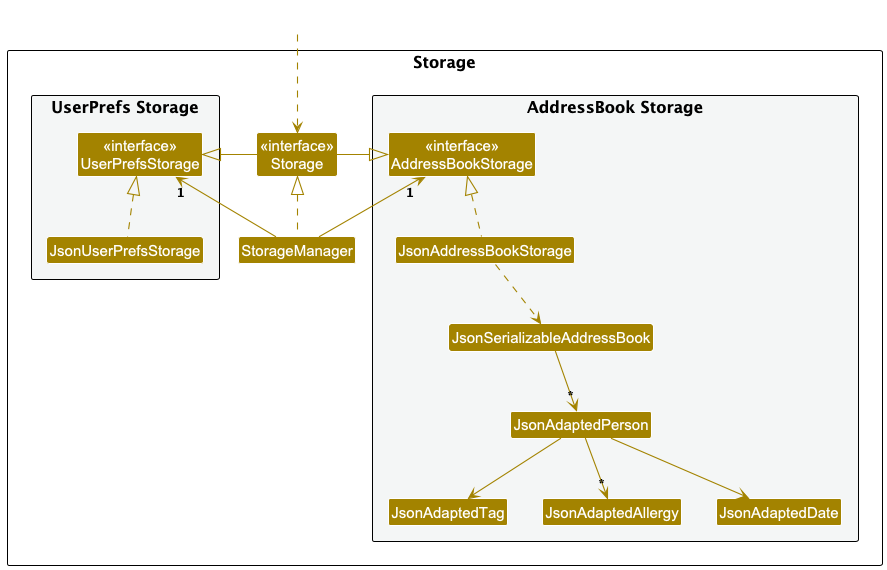 Storage
UserPrefs Storage
AddressBook Storage
«interface»
UserPrefsStorage
«interface»
Storage
«interface»
AddressBookStorage
1
1
JsonUserPrefsStorage
StorageManager
JsonAddressBookStorage
JsonSerializableAddressBook
*
JsonAdaptedPerson
*
JsonAdaptedTag
JsonAdaptedAllergy
JsonAdaptedDate